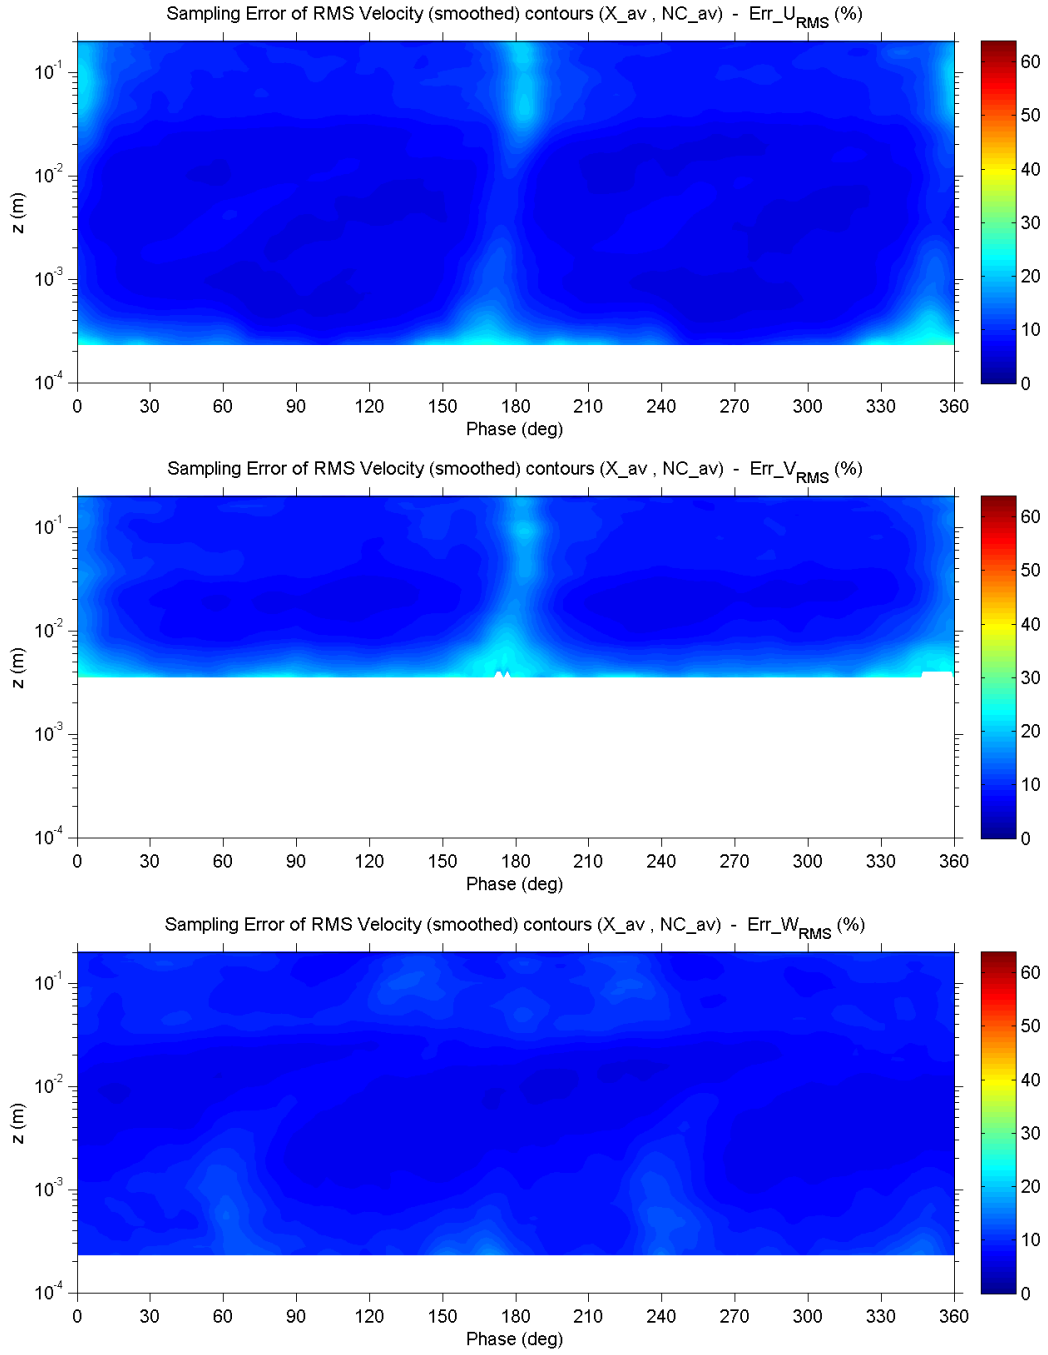 Sampling Error of RMS Velocity (smoothed) contours (X_av , NC_av) - Err_U_RMS (%)
10^-1
10^-2
10^-3
10^-4
z (m)
0 30 60 90 120 150 180 210 240 270 300 330 360
Phase (deg)
60
50
40
30
20
10
0
Sampling Error of RMS Velocity (smoothed) contours (X_av , NC_av) - Err_V_RMS (%)
10^-1
10^-2
10^-3
10^-4
z (m)
0 30 60 90 120 150 180 210 240 270 300 330 360
Phase (deg)
60
50
40
30
20
10
0
Sampling Error of RMS Velocity (smoothed) contours (X_av , NC_av) - Err_W_RMS (%)
10^-1
10^-2
10^-3
10^-4
z (m)
0 30 60 90 120 150 180 210 240 270 300 330 360
Phase (deg)
60
50
40
30
20
10
0